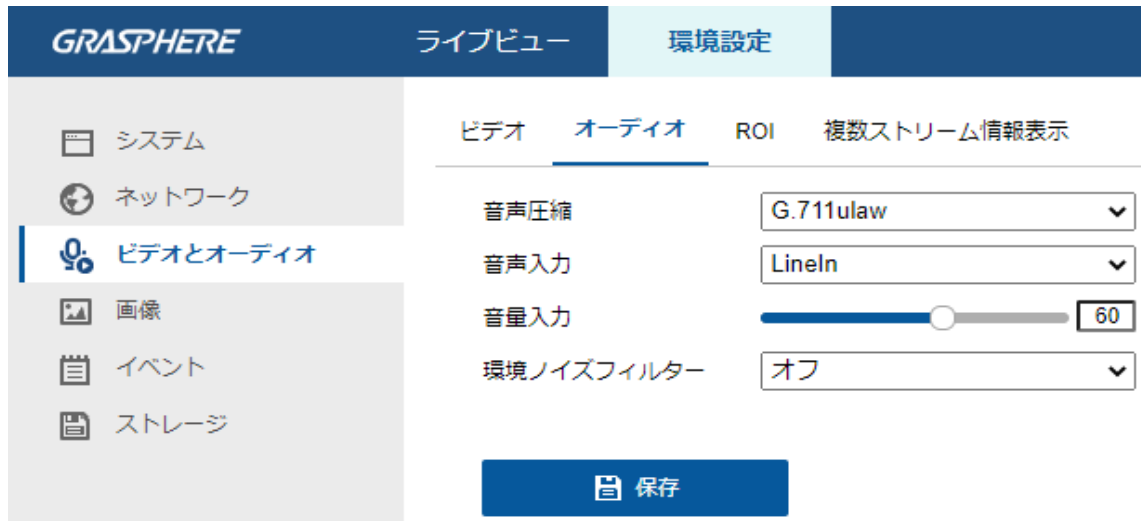 GRASPHERE ライブビュー 環境設定
システム
ネットワーク
ビデオとオーディオ
画像
イベント
ストレージ
ビデオ オーディオ ROI 複数ストリーム情報表示
音声圧縮 G.711ulaw
音声入力 LineIn
音量入力 60
環境ノイズフィルター オフ
保存